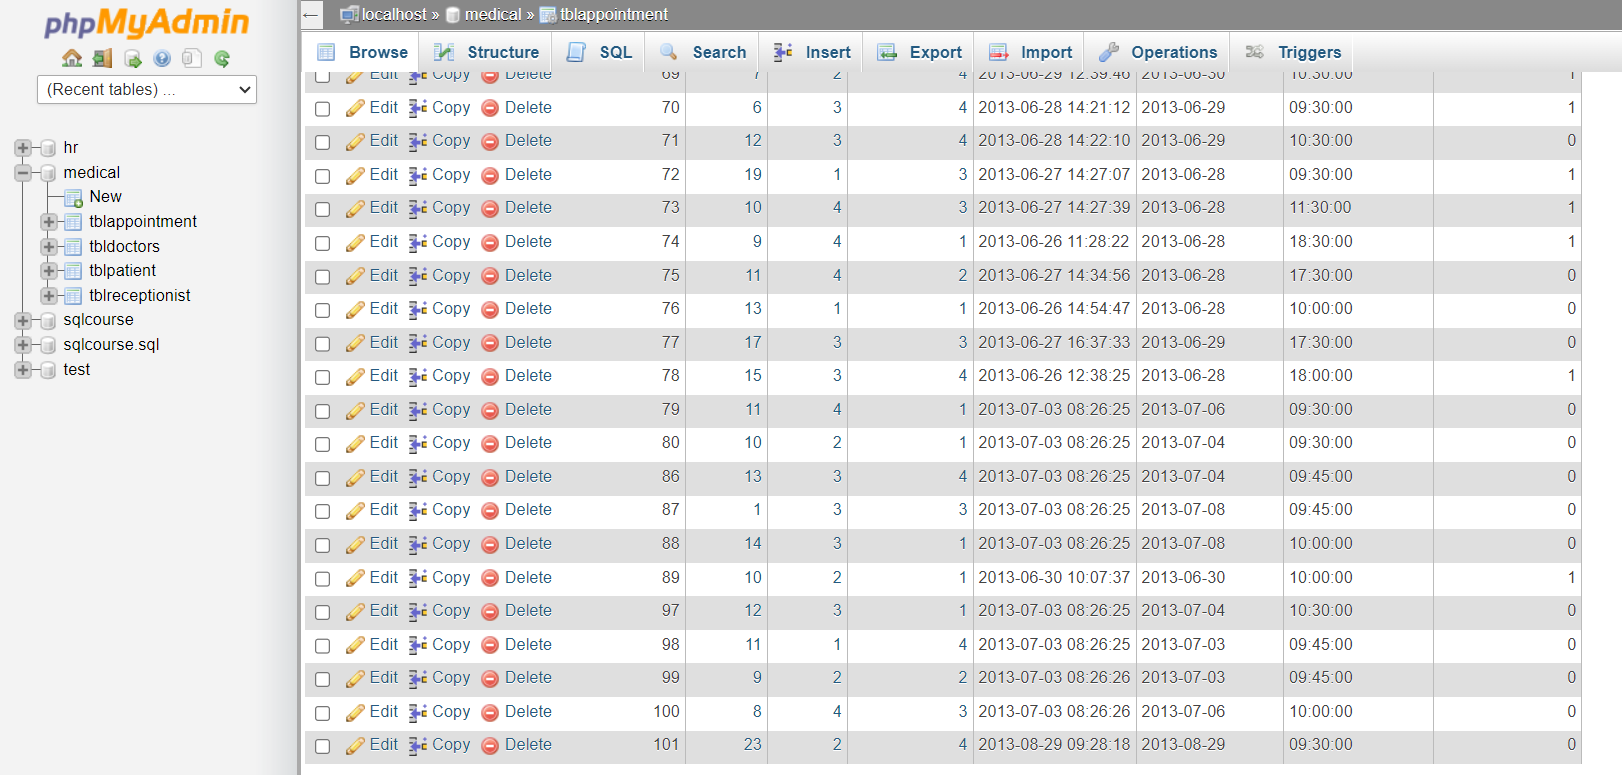 phpMyAdmin
(Recent tables) ...
hr
medical
New
tblappointment
tbldoctors
tblpatient
tblreceptionist
sqlcourse
sqlcourse.sql
test
← localhost » medical » tblappointment
Browse Structure SQL Search Insert Export Import Operations Triggers
Edit Copy Delete 69 7 2 4 2013-06-29 12:39:46 2013-06-30 10:30:00 1
Edit Copy Delete 70 6 3 4 2013-06-28 14:21:12 2013-06-29 09:30:00 1
Edit Copy Delete 71 12 3 4 2013-06-28 14:22:10 2013-06-29 10:30:00 0
Edit Copy Delete 72 19 1 3 2013-06-27 14:27:07 2013-06-28 09:30:00 1
Edit Copy Delete 73 10 4 3 2013-06-27 14:27:39 2013-06-28 11:30:00 1
Edit Copy Delete 74 9 4 1 2013-06-26 11:28:22 2013-06-28 18:30:00 1
Edit Copy Delete 75 11 4 2 2013-06-27 14:34:56 2013-06-28 17:30:00 0
Edit Copy Delete 76 13 1 1 2013-06-26 14:54:47 2013-06-28 10:00:00 0
Edit Copy Delete 77 17 3 3 2013-06-27 16:37:33 2013-06-29 17:30:00 0
Edit Copy Delete 78 15 3 4 2013-06-26 12:38:25 2013-06-28 18:00:00 1
Edit Copy Delete 79 11 4 1 2013-07-03 08:26:25 2013-07-06 09:30:00 0
Edit Copy Delete 80 10 2 1 2013-07-03 08:26:25 2013-07-04 09:30:00 0
Edit Copy Delete 86 13 3 4 2013-07-03 08:26:25 2013-07-04 09:45:00 0
Edit Copy Delete 87 1 3 3 2013-07-03 08:26:25 2013-07-08 09:45:00 0
Edit Copy Delete 88 14 3 1 2013-07-03 08:26:25 2013-07-08 10:00:00 0
Edit Copy Delete 89 10 2 1 2013-06-30 10:07:37 2013-06-30 10:00:00 1
Edit Copy Delete 97 12 3 1 2013-07-03 08:26:25 2013-07-04 10:30:00 0
Edit Copy Delete 98 11 1 4 2013-07-03 08:26:25 2013-07-03 09:45:00 0
Edit Copy Delete 99 9 2 2 2013-07-03 08:26:26 2013-07-03 09:45:00 0
Edit Copy Delete 100 8 4 3 2013-07-03 08:26:26 2013-07-06 10:00:00 0
Edit Copy Delete 101 23 2 4 2013-08-29 09:28:18 2013-08-29 09:30:00 0